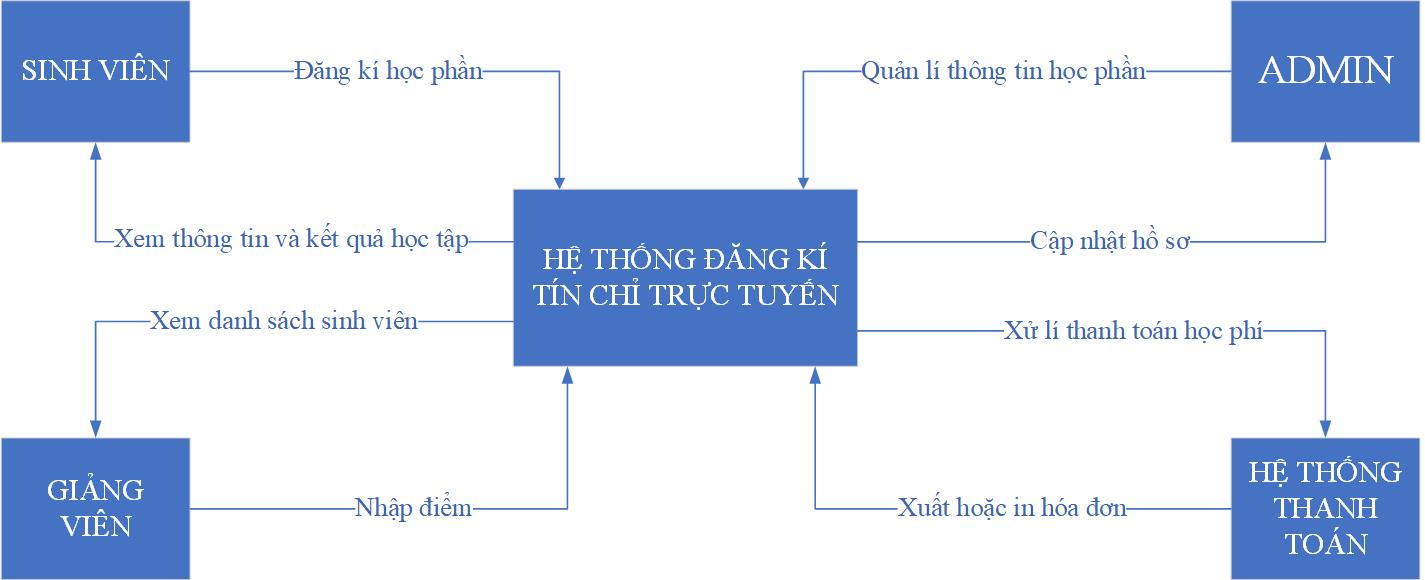 SINH VIÊN
Đăng kí học phần
Quản lí thông tin học phần
ADMIN
Xem thông tin và kết quả học tập
Cập nhật hồ sơ
HỆ THỐNG ĐĂNG KÍ
TÍN CHỈ TRỰC TUYẾN
Xem danh sách sinh viên
Xử lí thanh toán học phí
GIẢNG
VIÊN
Nhập điểm
Xuất hoặc in hóa đơn
HỆ THỐNG
THANH
TOÁN